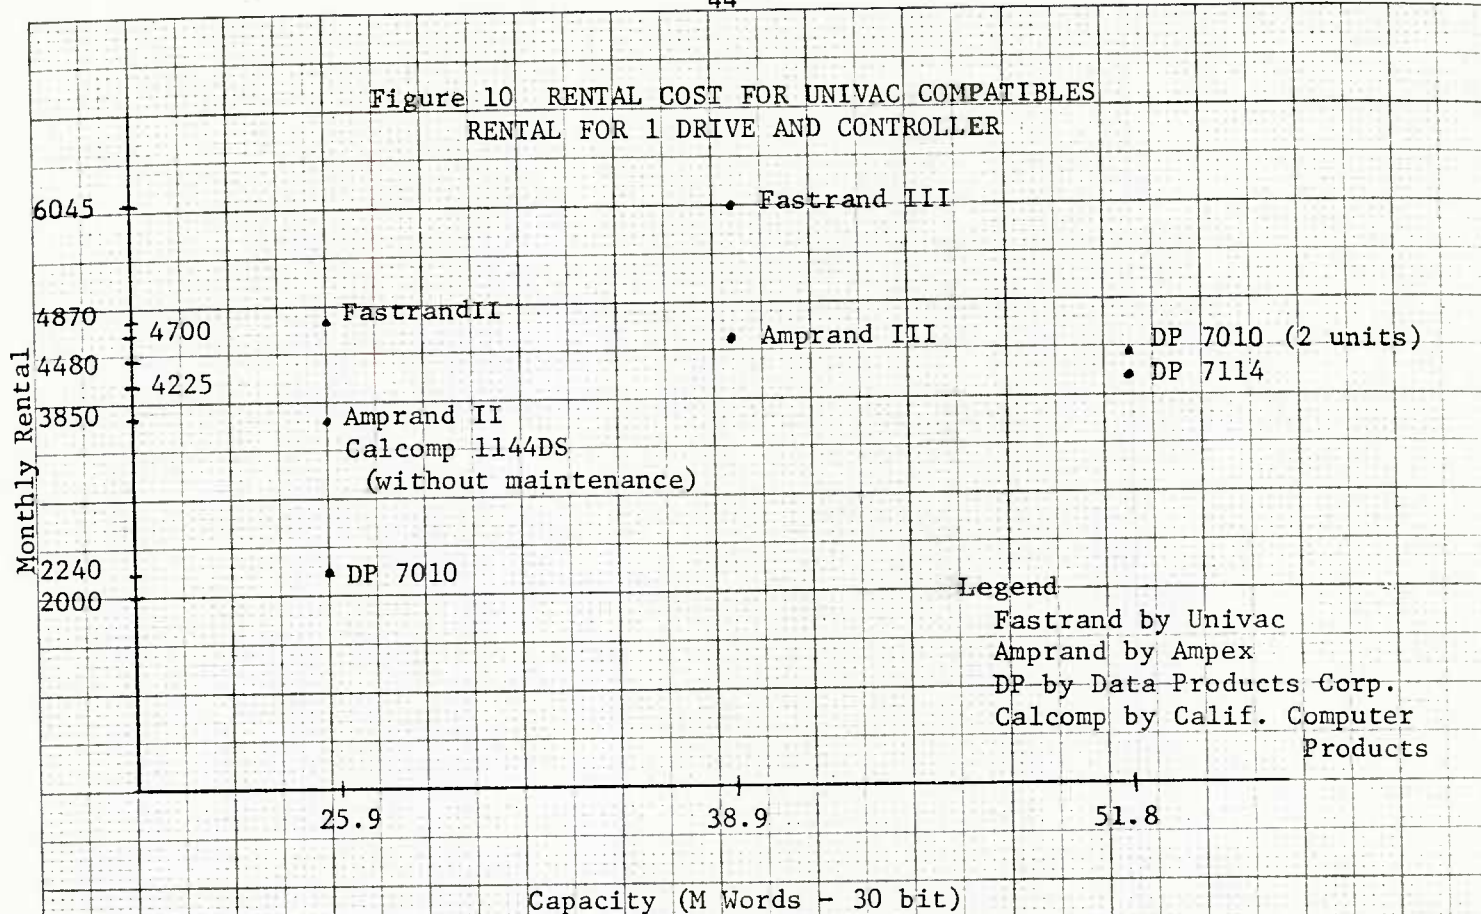 44
Figure 10 RENTAL COST FOR UNIVAC COMPATIBLES
RENTAL FOR 1 DRIVE AND CONTROLLER
6045
Fastrand III
4870
FastrandII
4700
Amprand III
DP 7010 (2 units)
4480
DP 7114
4225
3850
Amprand II
Calcomp 1144DS
(without maintenance)
Monthly Rental
2240
DP 7010
2000
Legend
Fastrand by Univac
Amprand by Ampex
DP by Data Products Corp.
Calcomp by Calif. Computer
Products
25.9
38.9
51.8
Capacity (M Words - 30 bit)